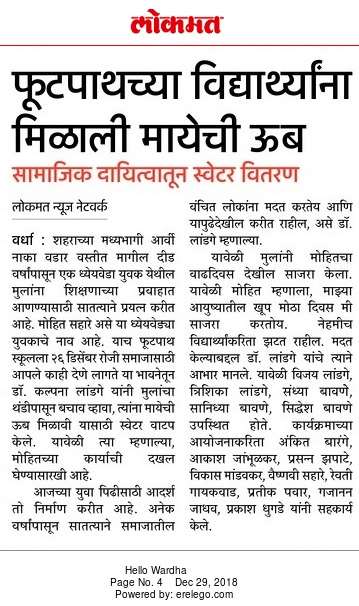 लोकमत
फूटपाथच्या विद्यार्थ्यांना
मिळाली मायेची ऊब
सामाजिक दायित्वातून स्वेटर वितरण
लोकमत न्यूज नेटवर्क
वर्धा : शहराच्या मध्यभागी आर्वी
नाका वडार वस्तीत मागील दीड
वर्षांपासून एक ध्येयवेडा युवक येथील
मुलांना शिक्षणाच्या प्रवाहात
आणण्यासाठी सातत्याने प्रयत्न करीत
आहे. मोहित सहारे असे या ध्येयवेड्या
युवकाचे नाव आहे. याच फूटपाथ
स्कूलला २६ डिसेंबर रोजी समाजासाठी
आपले काही देणे लागते या भावनेतून
डॉ. कल्पना लांडगे यांनी मुलांचा
थंडीपासून बचाव व्हावा, त्यांना मायेची
ऊब मिळावी यासाठी स्वेटर वाटप
केले. यावेळी त्या म्हणाल्या,
मोहितच्या कार्याची दखल
घेण्यासारखी आहे.
आजच्या युवा पिढीसाठी आदर्श
तो निर्माण करीत आहे. अनेक
वर्षांपासून सातत्याने समाजातील
वंचित लोकांना मदत करतेय आणि
यापुढेदेखील करीत राहील, असे डॉ.
लांडगे म्हणाल्या.
यावेळी मुलांनी मोहितचा
वाढदिवस देखील साजरा केला.
यावेळी मोहित म्हणाला, माझ्या
आयुष्यातील खूप मोठा दिवस मी
साजरा करतोय. नेहमीच
विद्यार्थ्यांकरिता झटत राहील. मदत
केल्याबद्दल डॉ. लांडगे यांचे त्याने
आभार मानले. यावेळी विजय लांडगे,
त्रिशिका लांडगे, संध्या बावणे,
सानिध्या बावणे, सिद्धेश बावणे
उपस्थित होते. कार्यक्रमाच्या
आयोजनाकरिता अंकित बारंगे,
आकाश जांभूळकर, प्रसन्न झपाटे,
विकास मांडवकर, वैष्णवी सहारे, रेवती
गायकवाड, प्रतीक पवार, गजानन
जाधव, प्रकाश धुगडे यांनी सहकार्य
केले.
Hello Wardha
Page No. 4 Dec 29, 2018
Powered by: erelego.com